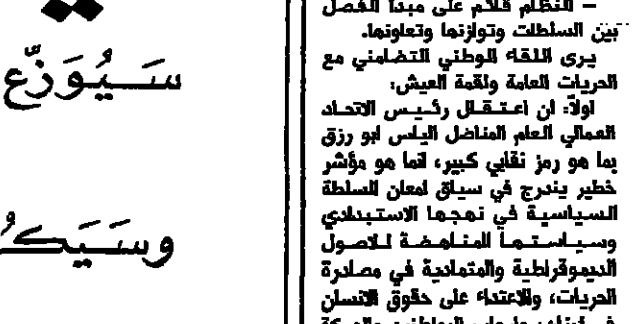 – النظام قائم على مبدأ الفصل
بين السلطات وتوازنها وتعاونها.
يرى اللقاء الوطني التضامني مع
الحريات العامة ولقمة العيش:
اولاً: ان اعتقال رئيس الاتحاد
العمالي العام المناضل الياس ابو رزق
بما هو رمز نقابي كبير، انما هو مؤشر
خطير يندرج في سياق امعان السلطة
السياسية في نهجها الاستبدادي
وسياستها المناهضة للاصول
الديموقراطية والمتمادية في مصادرة
الحريات، والاعتداء على حقوق الانسان
سَيُوَزّع